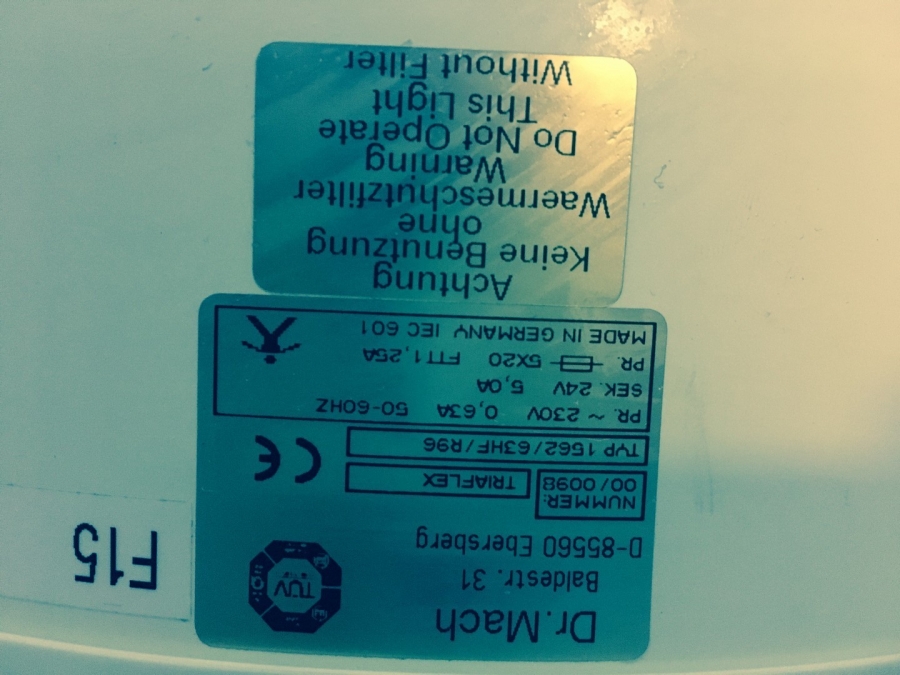 Dr.Mach
Baldestr. 31
D-85560 Ebersberg
TÜV
NUMMER:
00/0098
TRIAFLEX
TYP 1562/63HF/R96
CE
PR. ~ 230V 0,63A 50-60HZ
SEK. 24V 5,0A
PR. 5X20 FTT1,25A
MADE IN GERMANY IEC 601
Achtung
Keine Benutzung
ohne
Waermeschutzfilter
Warning
Do Not Operate
This Light
Without Filter
F15